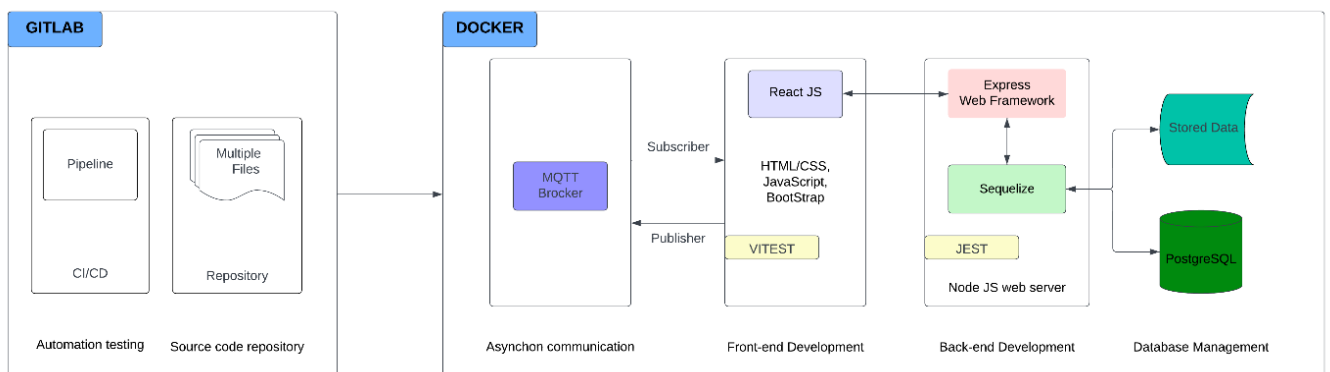 GITLAB
Pipeline
CI/CD
Multiple
Files
Repository
Automation testing
Source code repository
DOCKER
MQTT
Brocker
Asynchon communication
Subscriber
Publisher
React JS
HTML/CSS,
JavaScript,
BootStrap
VITEST
Front-end Development
Express
Web Framework
Sequelize
JEST
Node JS web server
Back-end Development
Stored Data
PostgreSQL
Database Management